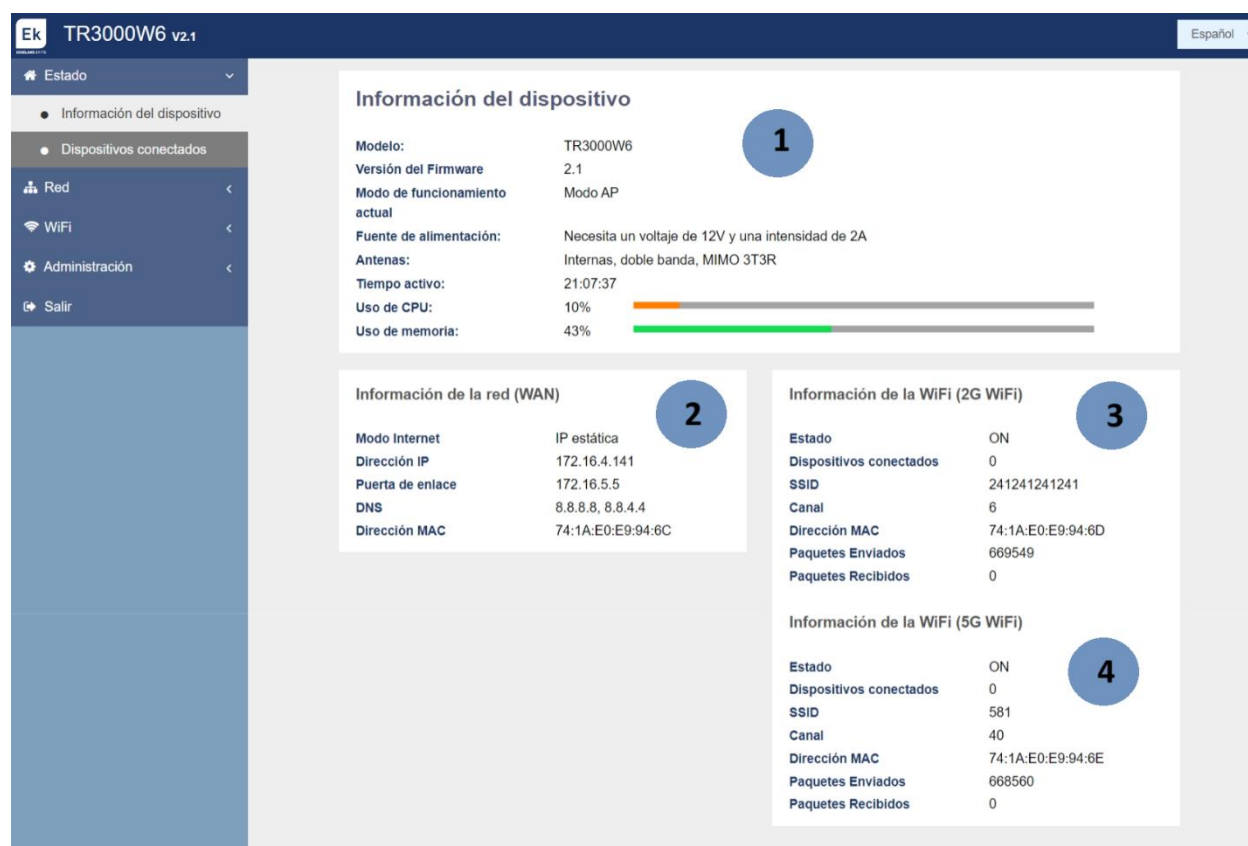 Ek
TR3000W6 V2.1
Español
Estado
Información del dispositivo
Dispositivos conectados
Red
WiFi
Administración
Salir
Información del dispositivo
1
Modelo: TR3000W6
Versión del Firmware 2.1
Modo de funcionamiento actual Modo AP
Fuente de alimentación: Necesita un voltaje de 12V y una intensidad de 2A
Antenas: Internas, doble banda, MIMO 3T3R
Tiempo activo: 21:07:37
Uso de CPU: 10%
Uso de memoria: 43%
Información de la red (WAN)
2
Modo Internet IP estática
Dirección IP 172.16.4.141
Puerta de enlace 172.16.5.5
DNS 8.8.8.8, 8.8.4.4
Dirección MAC 74:1A:E0:E9:94:6C
Información de la WiFi (2G WiFi)
3
Estado ON
Dispositivos conectados 0
SSID 241241241241
Canal 6
Dirección MAC 74:1A:E0:E9:94:6D
Paquetes Enviados 669549
Paquetes Recibidos 0
Información de la WiFi (5G WiFi)
4
Estado ON
Dispositivos conectados 0
SSID 581
Canal 40
Dirección MAC 74:1A:E0:E9:94:6E
Paquetes Enviados 668560
Paquetes Recibidos 0